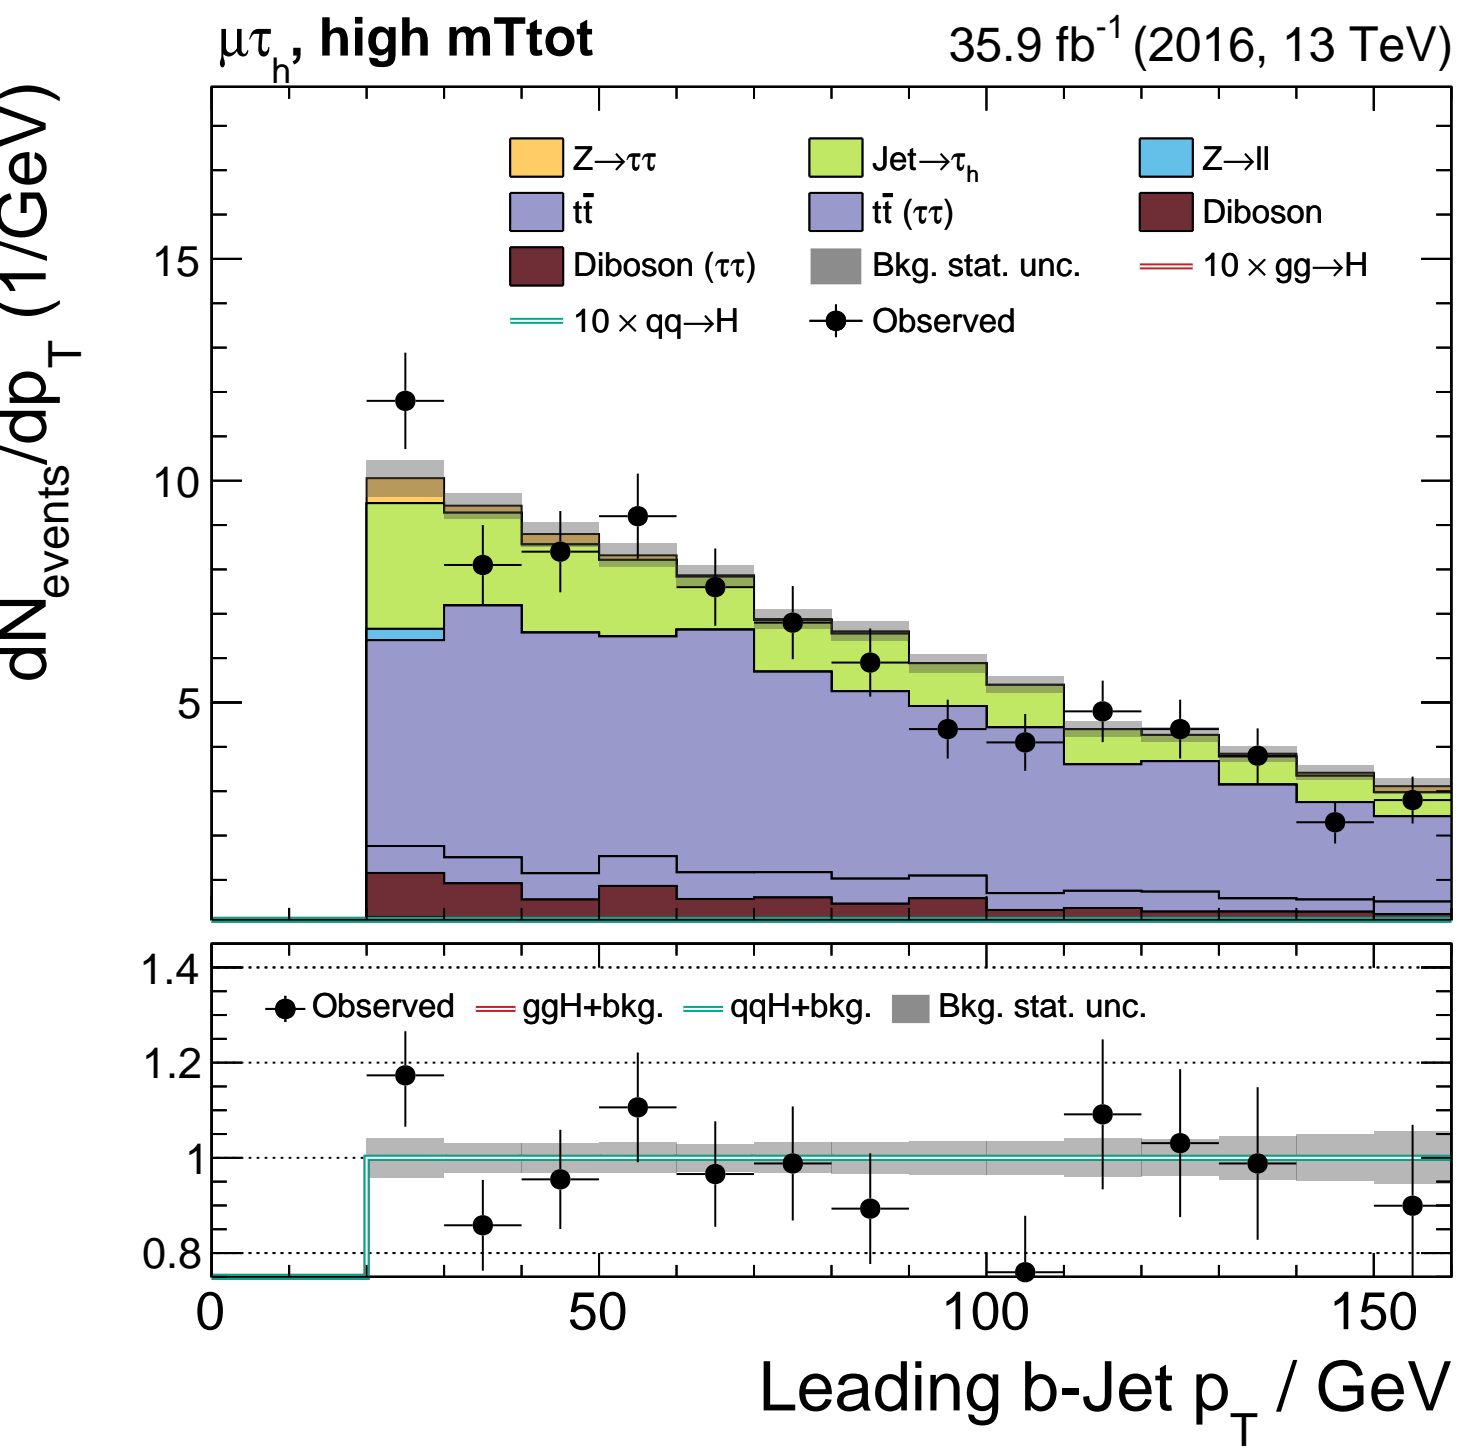 μτh, high mTtot 35.9 fb-1 (2016, 13 TeV)
dNevents/dpT (1/GeV)
Z→ττ Jet→τh Z→ll
tt̄ tt̄ (ττ) Diboson
Diboson (ττ) Bkg. stat. unc. 10 × gg→H
10 × qq→H Observed
15
10
5
1.4
Observed ggH+bkg. qqH+bkg. Bkg. stat. unc.
1.2
1
0.8
0 50 100 150
Leading b-Jet pT / GeV